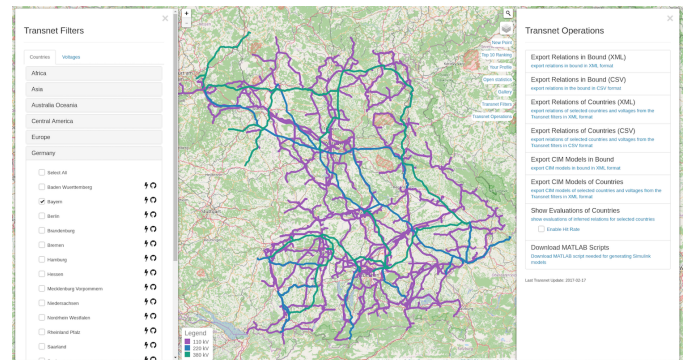 Transnet Filters
×
Countries
Voltages
Africa
Asia
Australia Oceania
Central America
Europe
Germany
Select All
Baden Wuerttemberg
Bayern
Berlin
Brandenburg
Bremen
Hamburg
Hessen
Mecklenburg Vorpommern
Niedersachsen
Nordrhein Westfalen
Rheinland Pfalz
Saarland
+
-
New Point
Top 10 Ranking
Your Profile
Open statistics
Gallery
Transnet Filters
Transnet Operations
Legend
110 kV
220 kV
380 kV
Transnet Operations
×
Export Relations in Bound (XML)
export relations in bound in XML format
Export Relations in Bound (CSV)
export relations in the bound in CSV format
Export Relations of Countries (XML)
export relations of selected countries and voltages from the
Transnet filters in XML format
Export Relations of Countries (CSV)
export relations of selected countries and voltages from the
Transnet filters in CSV format
Export CIM Models in Bound
export CIM models in bound in XML format
Export CIM Models of Countries
export CIM models of selected countries and voltages from the
Transnet filters in XML format
Show Evaluations of Countries
show evaluations of inferred relations for selected countries
Enable Hit Rate
Download MATLAB Scripts
Download MATLAB script needed for generating Simulink
models
Last Transnet Update: 2017-02-17